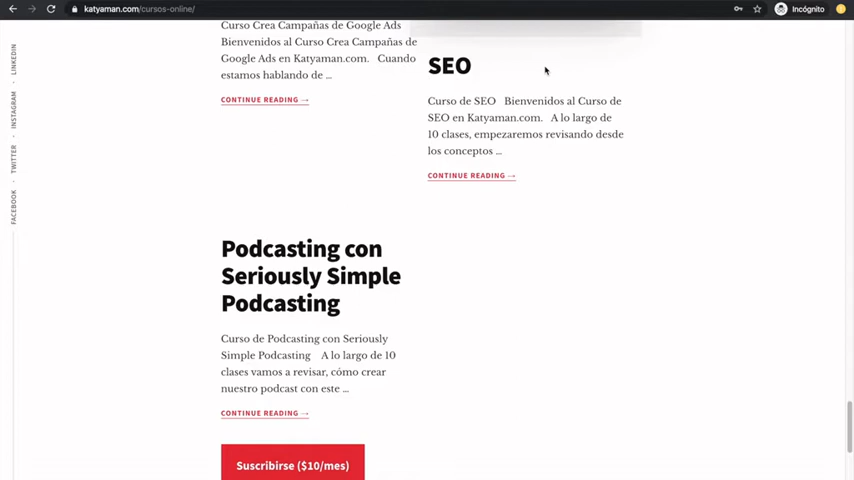 katyaman.com/cursos-online/
Incógnito
LINKEDIN
INSTAGRAM
TWITTER
FACEBOOK
Curso Crea Campañas de Google Ads
Bienvenidos al Curso Crea Campañas de
Google Ads en Katyaman.com. Cuando
estamos hablando de ...
CONTINUE READING →
SEO
Curso de SEO Bienvenidos al Curso de
SEO en Katyaman.com. A lo largo de
10 clases, empezaremos revisando desde
los conceptos ...
CONTINUE READING →
Podcasting con
Seriously Simple
Podcasting
Curso de Podcasting con Seriously
Simple Podcasting A lo largo de 10
clases vamos a revisar, cómo crear
nuestro podcast con este ...
CONTINUE READING →
Suscribirse ($10/mes)